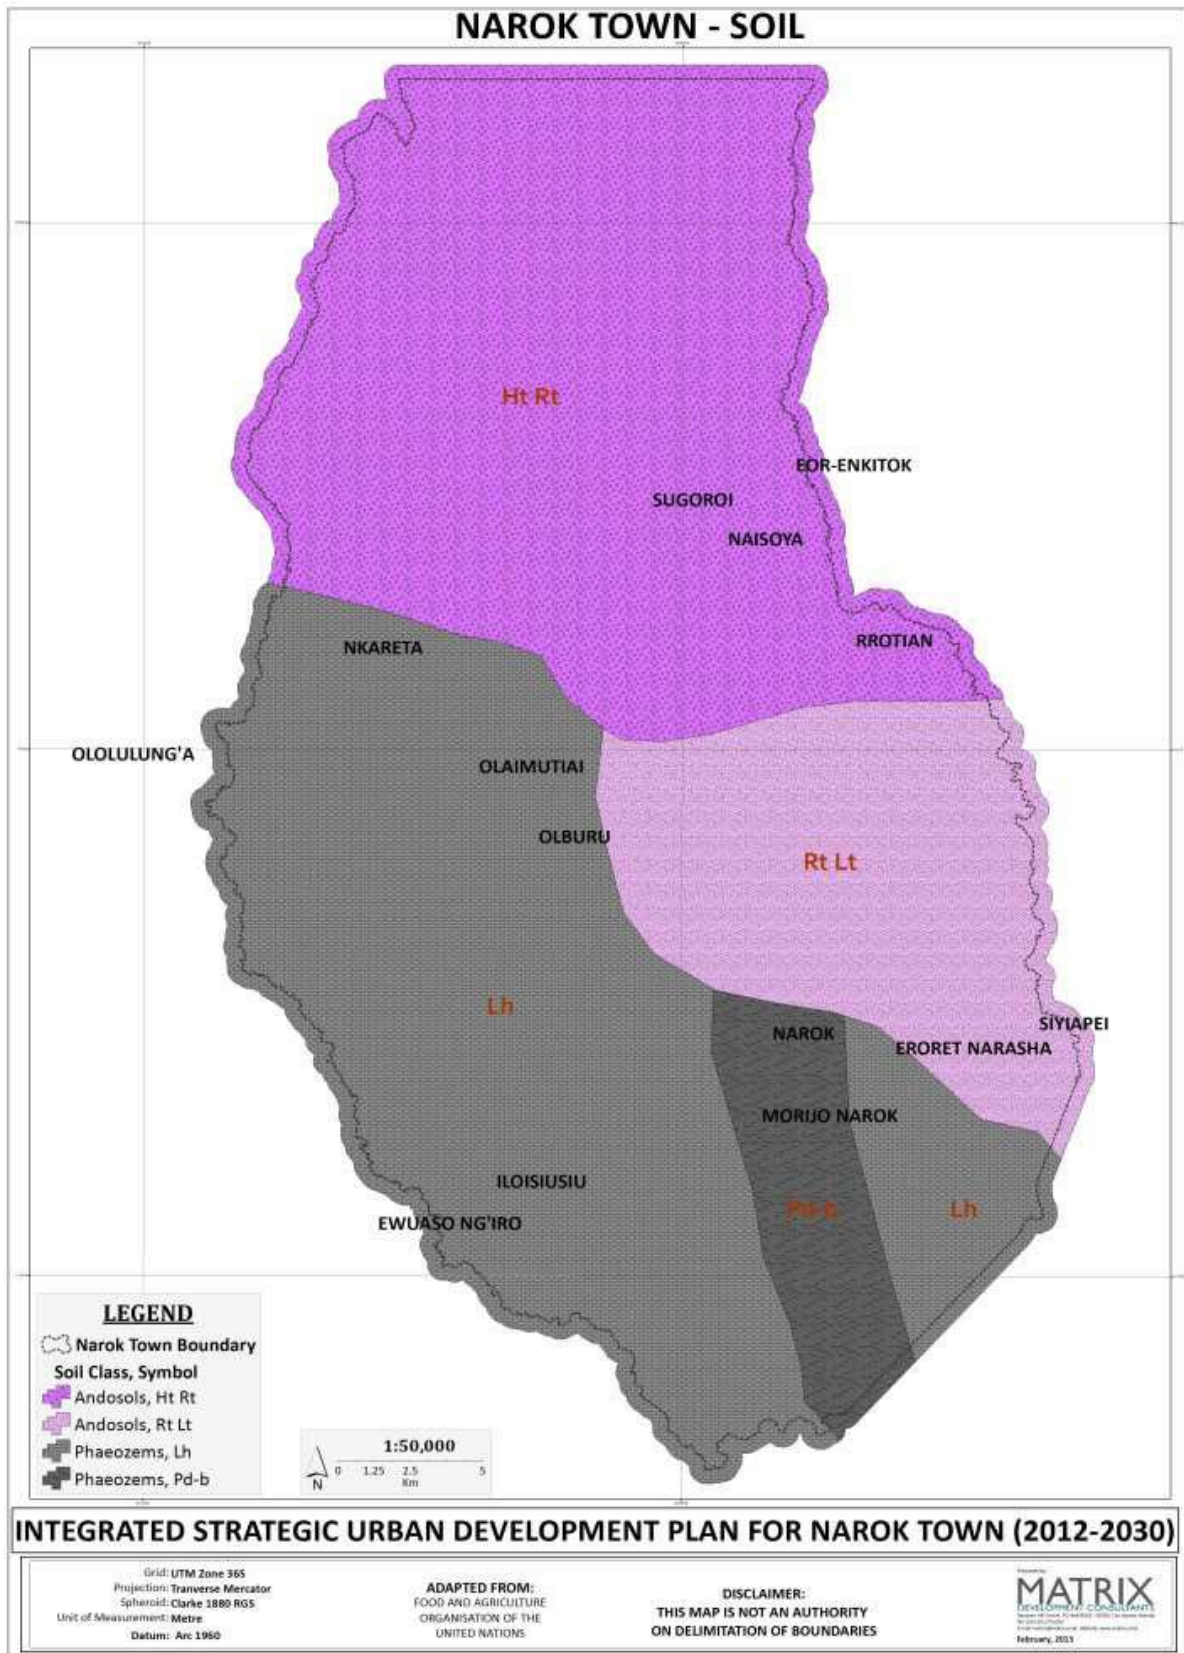 NAROK TOWN - SOIL
Ht Rt
EOR-ENKITOK
SUGOROI
NAISOYA
RROTIAN
NKARETA
OLOLULUNG'A
OLAIMUTIAI
OLBURU
Rt Lt
Lh
SIYIAPEI
NAROK
ERORET NARASHA
MORIJO NAROK
ILOISIUSIU
Pd-b
Lh
EWUASO NG'IRO
LEGEND
Narok Town Boundary
Soil Class, Symbol
Andosols, Ht Rt
Andosols, Rt Lt
Phaeozems, Lh
Phaeozems, Pd-b
1:50,000
0 1.25 2.5 5
Km
N
INTEGRATED STRATEGIC URBAN DEVELOPMENT PLAN FOR NAROK TOWN (2012-2030)
Grid: UTM Zone 36S
Projection: Tranverse Mercator
Spheroid: Clarke 1880 RGS
Unit of Measurement: Metre
Datum: Arc 1960
ADAPTED FROM:
FOOD AND AGRICULTURE
ORGANISATION OF THE
UNITED NATIONS
DISCLAIMER:
THIS MAP IS NOT AN AUTHORITY
ON DELIMITATION OF BOUNDARIES
MATRIX
DEVELOPMENT CONSULTANTS
February, 2013